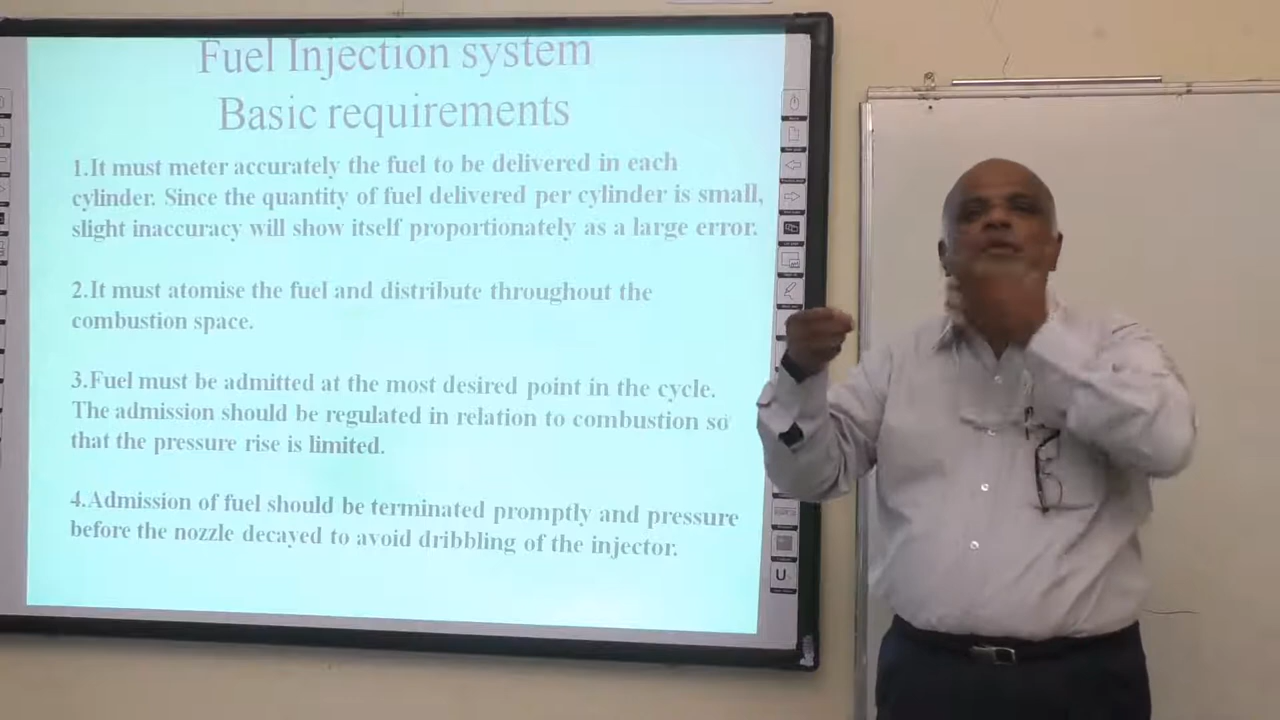 Fuel Injection system
Basic requirements
1.It must meter accurately the fuel to be delivered in each
cylinder. Since the quantity of fuel delivered per cylinder is small,
slight inaccuracy will show itself proportionately as a large error.
2.It must atomise the fuel and distribute throughout the
combustion space.
3.Fuel must be admitted at the most desired point in the cycle.
The admission should be regulated in relation to combustion so
that the pressure rise is limited.
4.Admission of fuel should be terminated promptly and pressure
before the nozzle decayed to avoid dribbling of the injector.
U